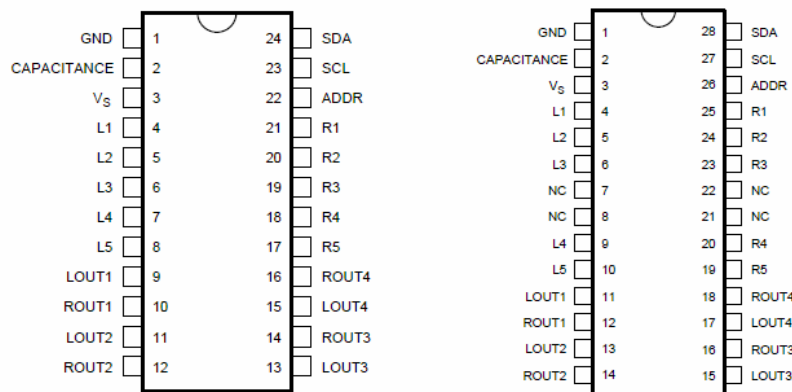 GND 1 24 SDA
CAPACITANCE 2 23 SCL
VS 3 22 ADDR
L1 4 21 R1
L2 5 20 R2
L3 6 19 R3
L4 7 18 R4
L5 8 17 R5
LOUT1 9 16 ROUT4
ROUT1 10 15 LOUT4
LOUT2 11 14 ROUT3
ROUT2 12 13 LOUT3
GND 1 28 SDA
CAPACITANCE 2 27 SCL
VS 3 26 ADDR
L1 4 25 R1
L2 5 24 R2
L3 6 23 R3
NC 7 22 NC
NC 8 21 NC
L4 9 20 R4
L5 10 19 R5
LOUT1 11 18 ROUT4
ROUT1 12 17 LOUT4
LOUT2 13 16 ROUT3
ROUT2 14 15 LOUT3